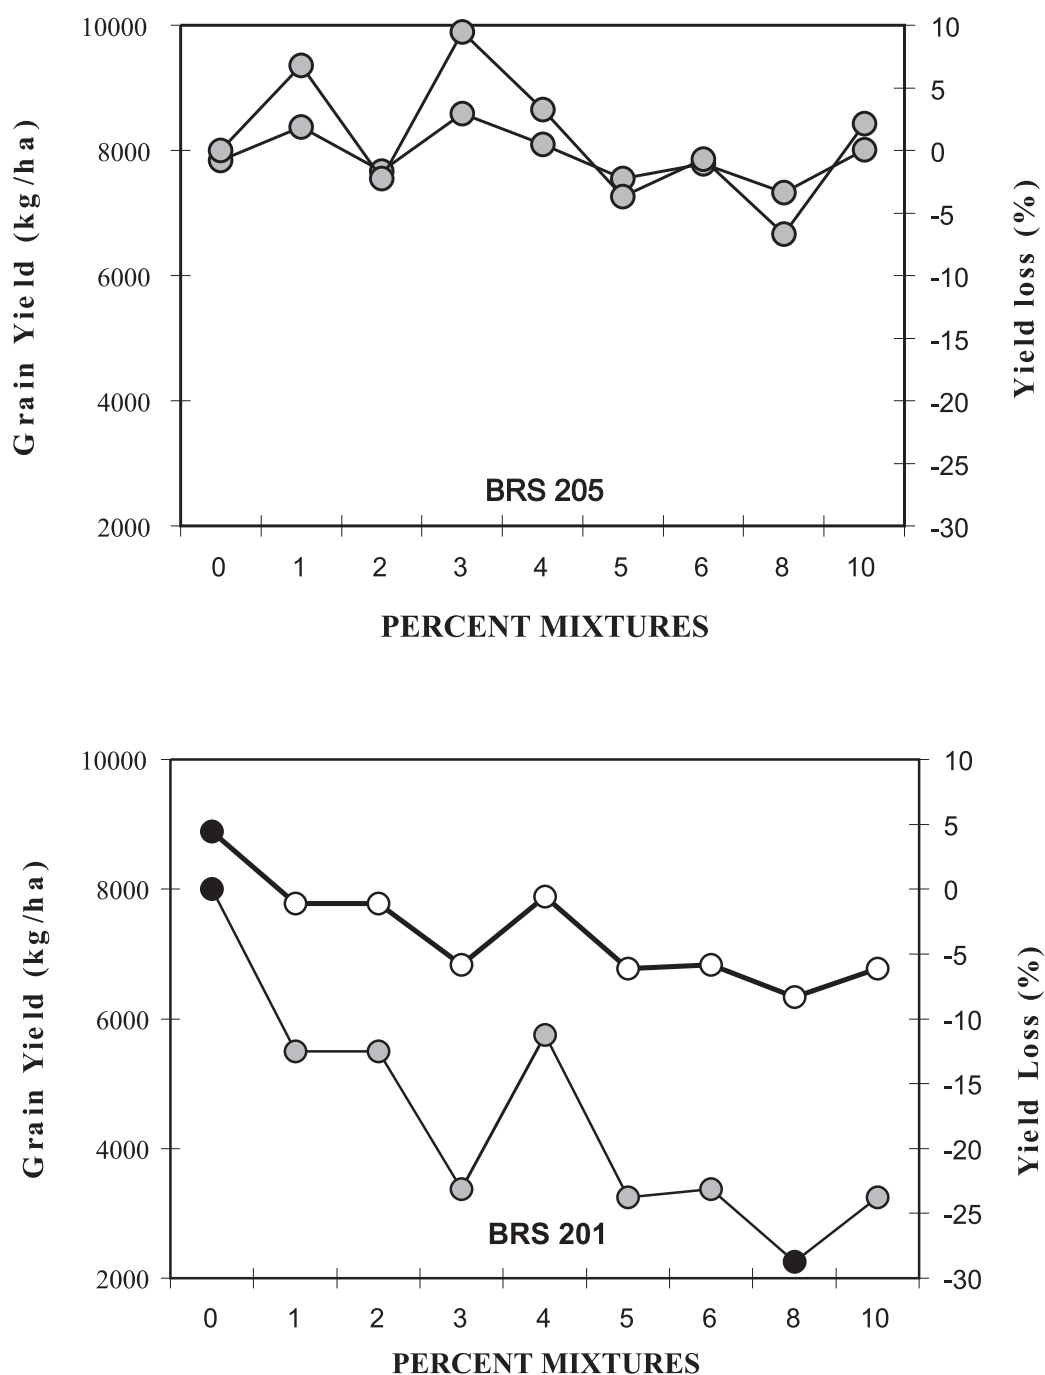 10000
10
5
8000
0
-5
6000
-10
-15
4000
-20
-25
2000
-30
Grain Yield (kg/ha)
Yield loss (%)
BRS 205
0 1 2 3 4 5 6 8 10
PERCENT MIXTURES
10000
10
5
8000
0
-5
6000
-10
-15
4000
-20
-25
2000
-30
Grain Yield (kg/ha)
Yield Loss (%)
BRS 201
0 1 2 3 4 5 6 8 10
PERCENT MIXTURES